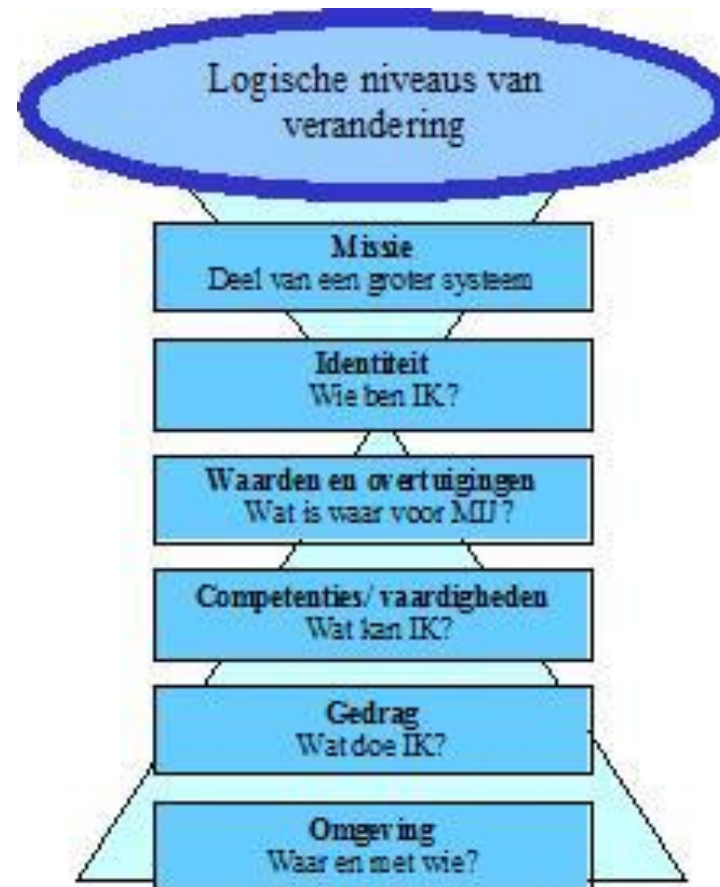 Logische niveaus van
verandering
Missie
Deel van een groter systeem
Identiteit
Wie ben IK?
Waarden en overtuigingen
Wat is waar voor MIJ?
Competenties/ vaardigheden
Wat kan IK?
Gedrag
Wat doe IK?
Omgeving
Waar en met wie?